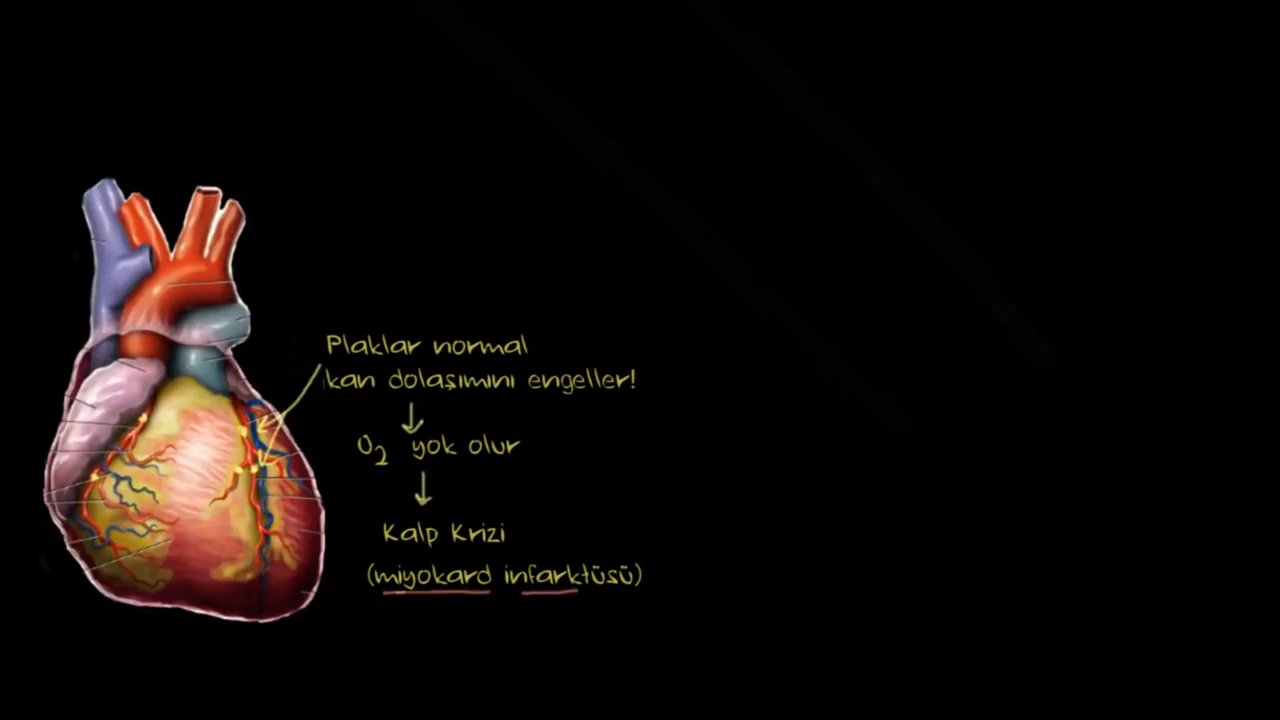 Plaklar normal
kan dolaşımını engeller!
O₂ yok olur
Kalp Krizi
(miyokard infarktüsü)